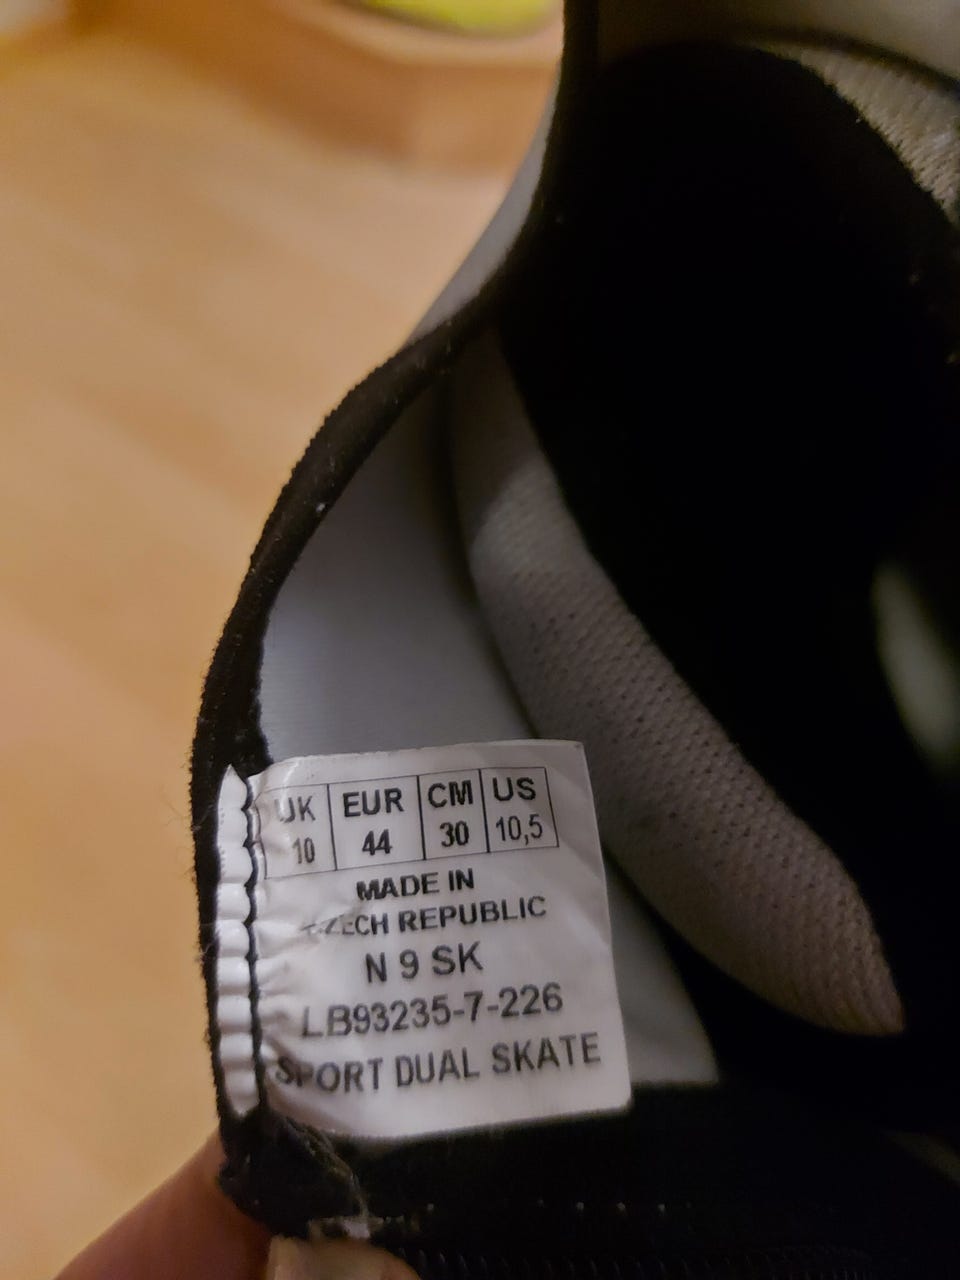 UK EUR CM US
10 44 30 10,5
MADE IN
CZECH REPUBLIC
N 9 SK
LB93235-7-226
SPORT DUAL SKATE